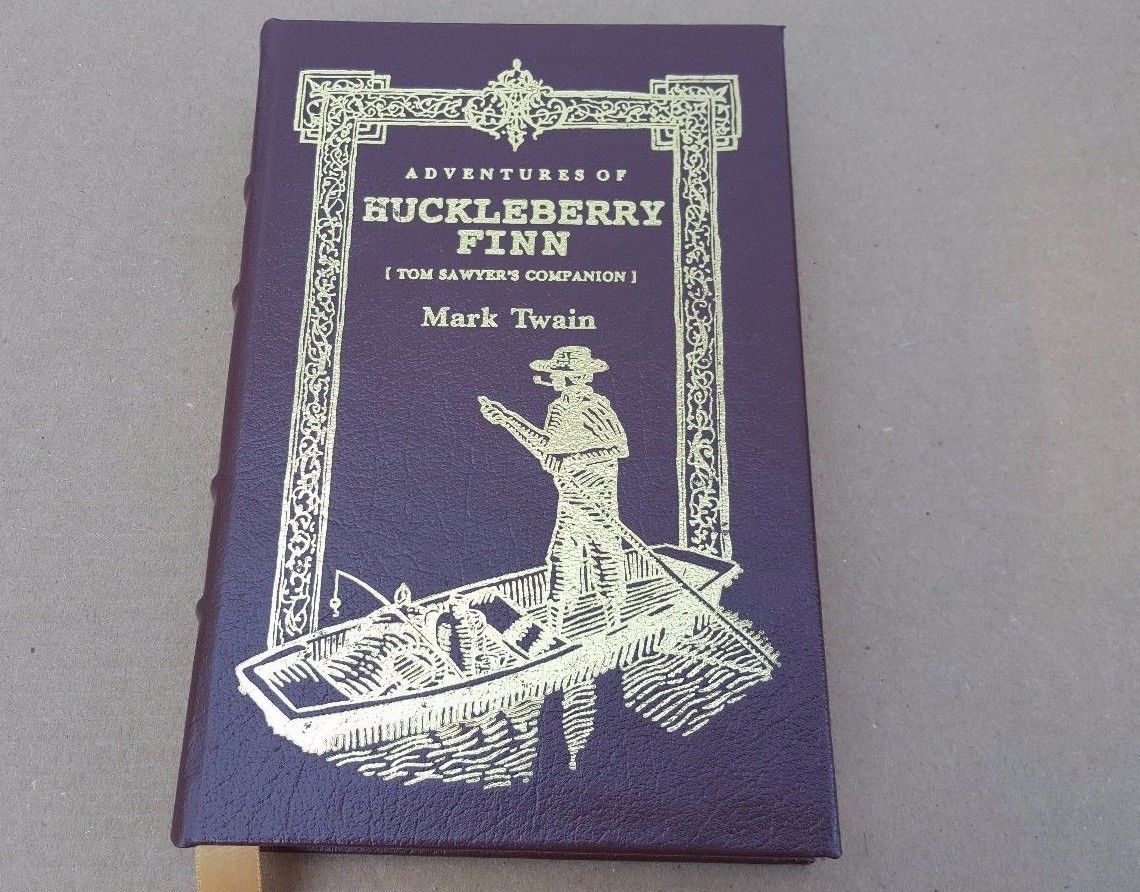 ADVENTURES OF
HUCKLEBERRY
FINN
[ TOM SAWYER'S COMPANION ]
Mark Twain